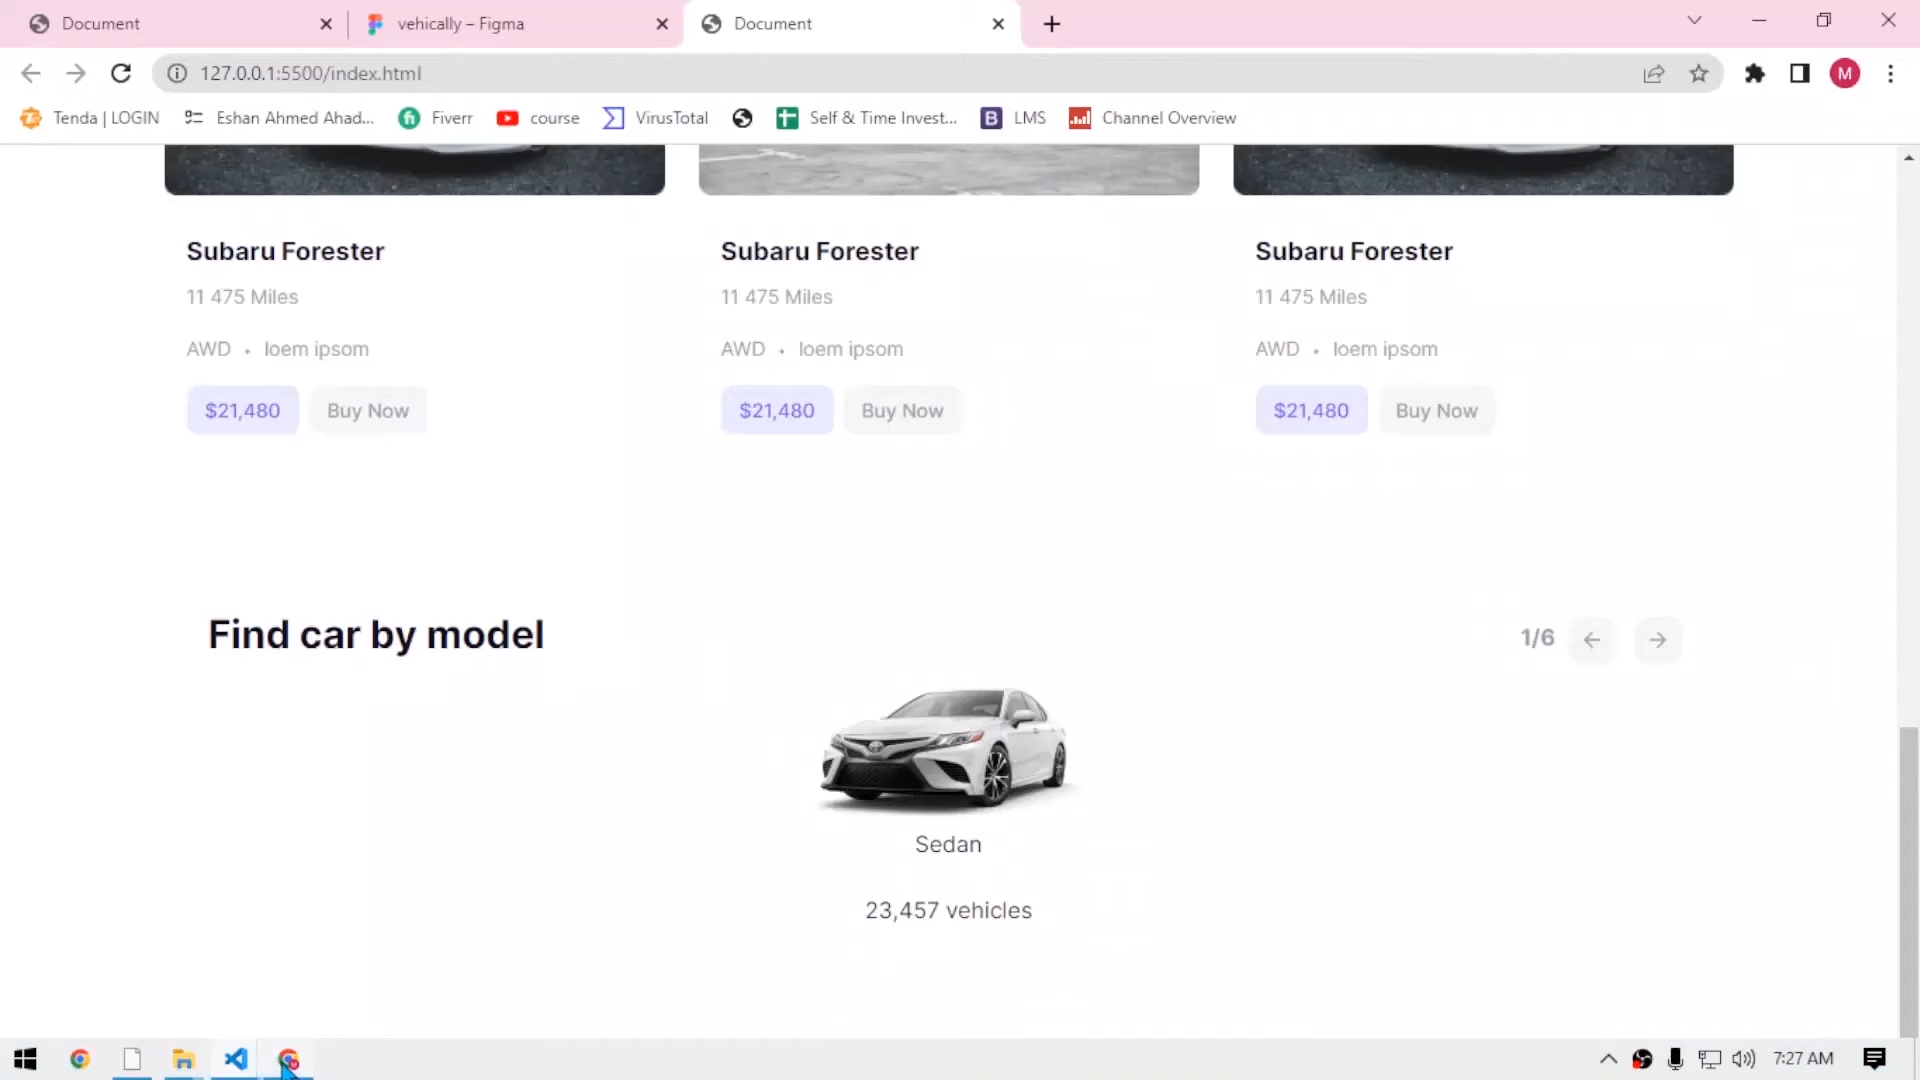 Document
vehically – Figma
Document
127.0.0.1:5500/index.html
M
Tenda | LOGIN
Eshan Ahmed Ahad...
Fiverr
course
VirusTotal
Self & Time Invest...
B LMS
Channel Overview
Subaru Forester
11 475 Miles
AWD • loem ipsom
$21,480 Buy Now
Subaru Forester
11 475 Miles
AWD • loem ipsom
$21,480 Buy Now
Subaru Forester
11 475 Miles
AWD • loem ipsom
$21,480 Buy Now
Find car by model
1/6
Sedan
23,457 vehicles
7:27 AM